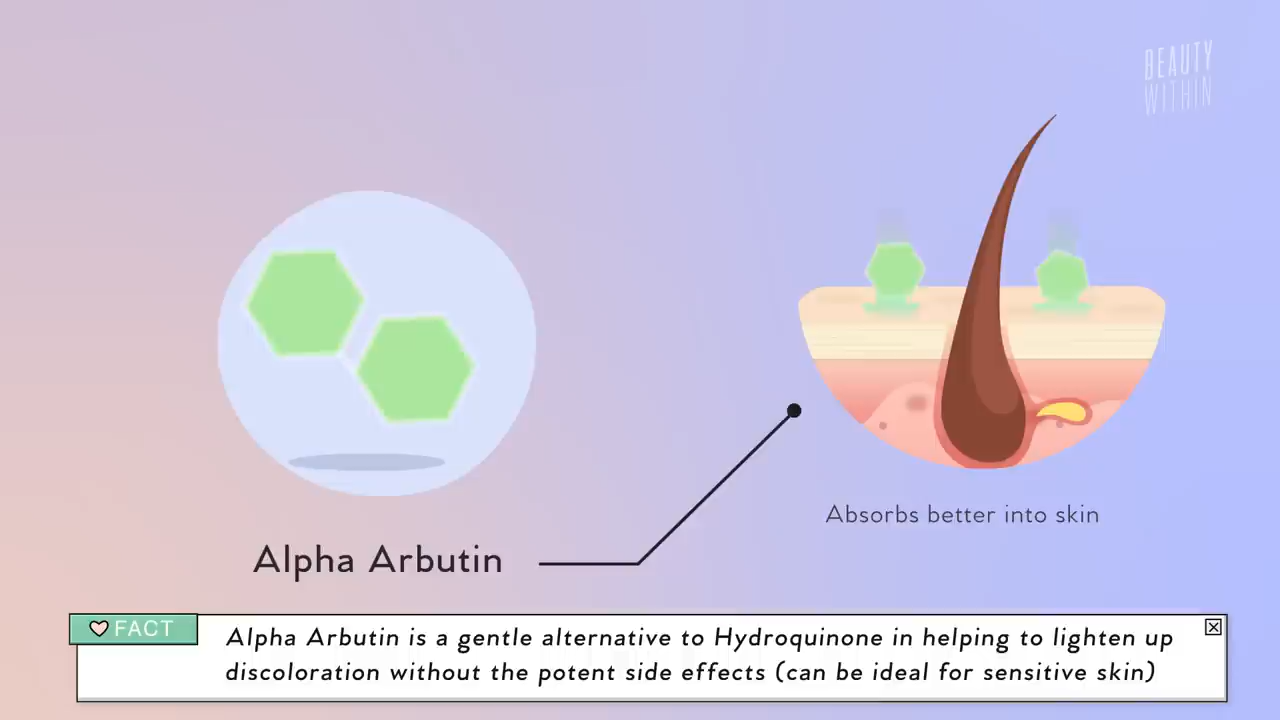 BEAUTY
WITHIN
Absorbs better into skin
Alpha Arbutin
FACT
Alpha Arbutin is a gentle alternative to Hydroquinone in helping to lighten up
discoloration without the potent side effects (can be ideal for sensitive skin)